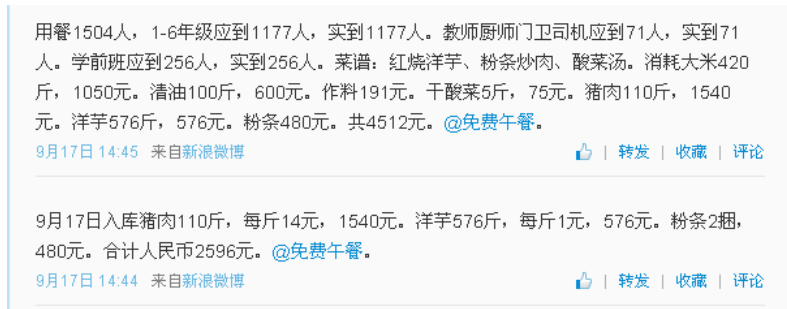 用餐1504人，1-6年级应到1177人，实到1177人。教师厨师门卫司机应到71人，实到71
人。学前班应到256人，实到256人。菜谱：红烧洋芋、粉条炒肉、酸菜汤。消耗大米420
斤，1050元。清油100斤，600元。作料191元。干酸菜5斤，75元。猪肉110斤，1540
元。洋芋576斤，576元。粉条480元。共4512元。@免费午餐。
9月17日 14:45 来自新浪微博 | 转发 | 收藏 | 评论
9月17日入库猪肉110斤，每斤14元，1540元。洋芋576斤，每斤1元，576元。粉条2捆，
480元。合计人民币2596元。@免费午餐。
9月17日 14:44 来自新浪微博 | 转发 | 收藏 | 评论